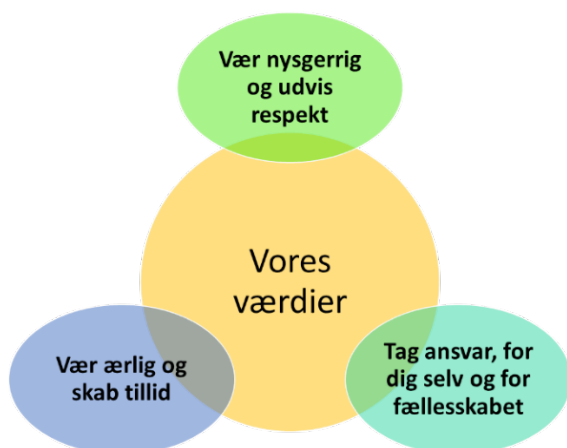 Vær nysgerrig
og udvis
respekt
Vores
værdier
Vær ærlig og
skab tillid
Tag ansvar, for
dig selv og for
fællesskabet